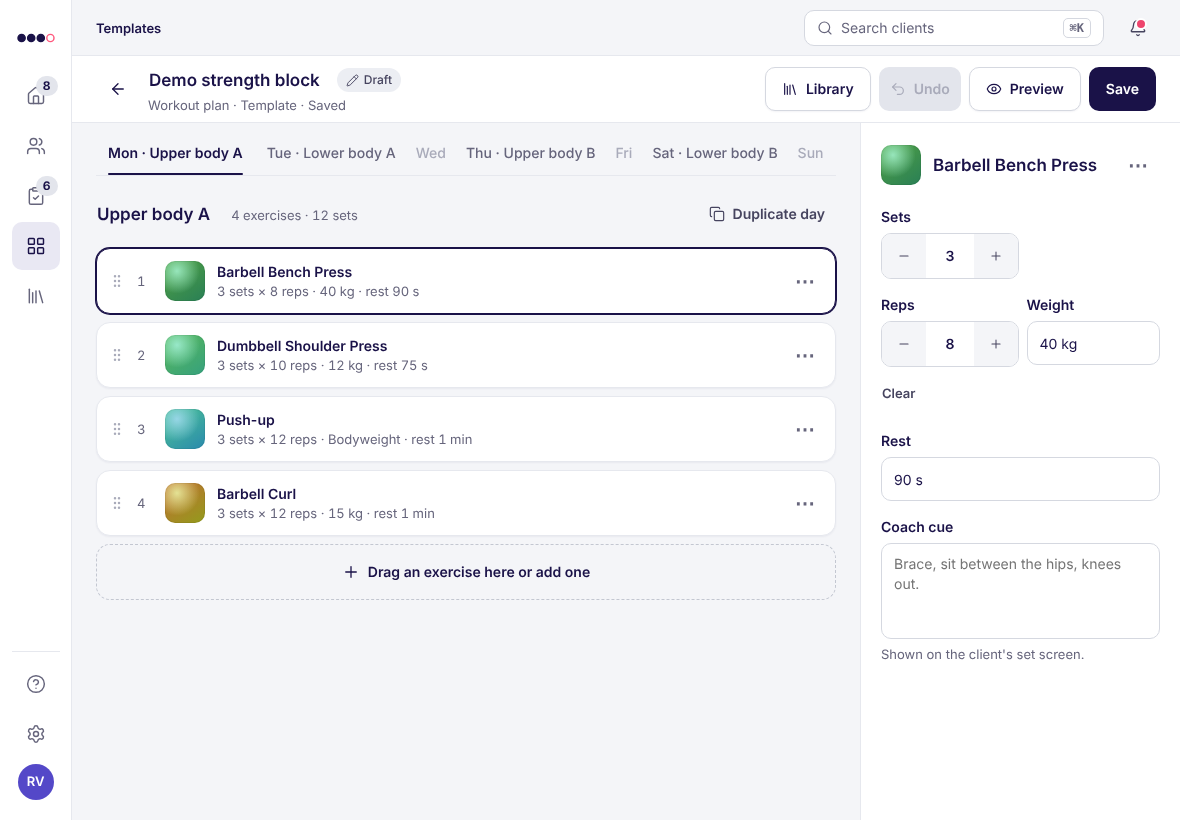 Templates
Search clients
⌘K
8
6
Demo strength block
Draft
Workout plan · Template · Saved
Library
Undo
Preview
Save
Mon · Upper body A
Tue · Lower body A
Wed
Thu · Upper body B
Fri
Sat · Lower body B
Sun
Upper body A
4 exercises · 12 sets
Duplicate day
1
Barbell Bench Press
3 sets × 8 reps · 40 kg · rest 90 s
2
Dumbbell Shoulder Press
3 sets × 10 reps · 12 kg · rest 75 s
3
Push-up
3 sets × 12 reps · Bodyweight · rest 1 min
4
Barbell Curl
3 sets × 12 reps · 15 kg · rest 1 min
Drag an exercise here or add one
Barbell Bench Press
Sets
3
Reps
Weight
8
40 kg
Clear
Rest
90 s
Coach cue
Brace, sit between the hips, knees
out.
Shown on the client's set screen.
RV